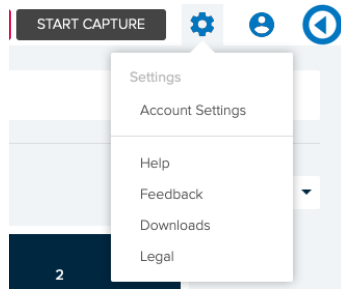 START CAPTURE
Settings
Account Settings
Help
Feedback
Downloads
Legal
2